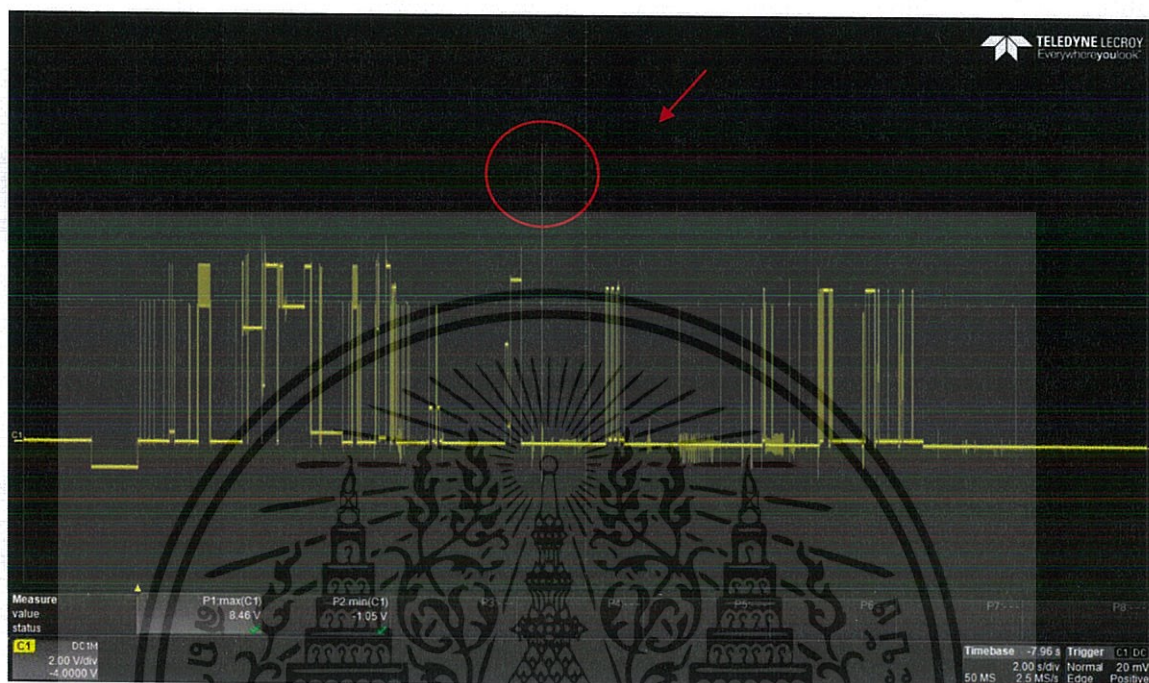 TELEDYNE LECROY
Everywhereyoulook
C1
Measure P1:max(C1) P2:min(C1) P3:--- P4:--- P5:--- P6:--- P7:--- P8:---
value 8.46 V -1.05 V
status
C1 DC1M
2.00 V/div
-4.0000 V
Timebase -7.96 s
2.00 s/div
50 MS 2.5 MS/s
Trigger C1 DC
Normal 20 mV
Edge Positive